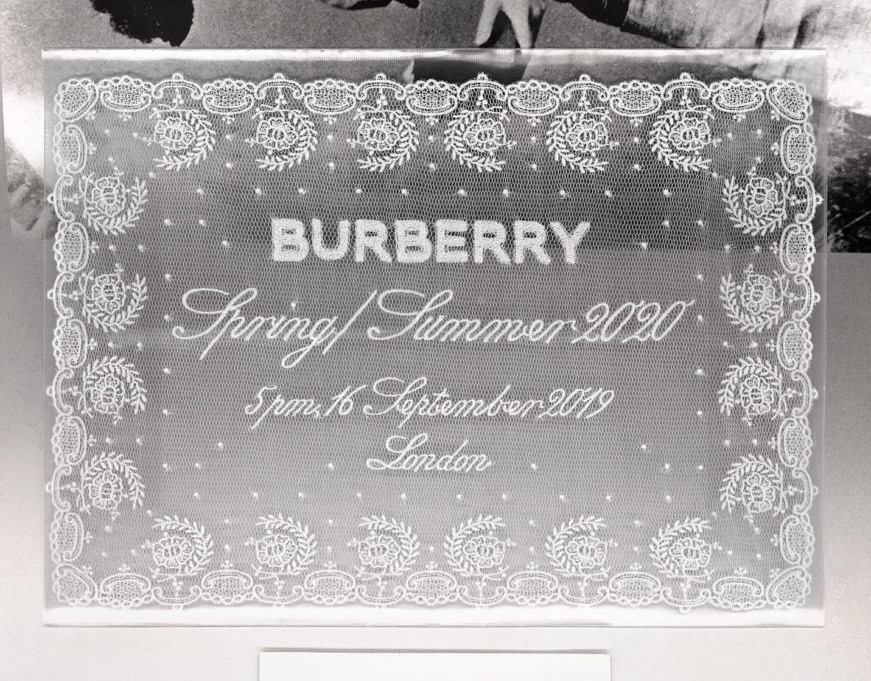 BURBERRY
Spring/Summer 2020
5pm, 16 September 2019
London